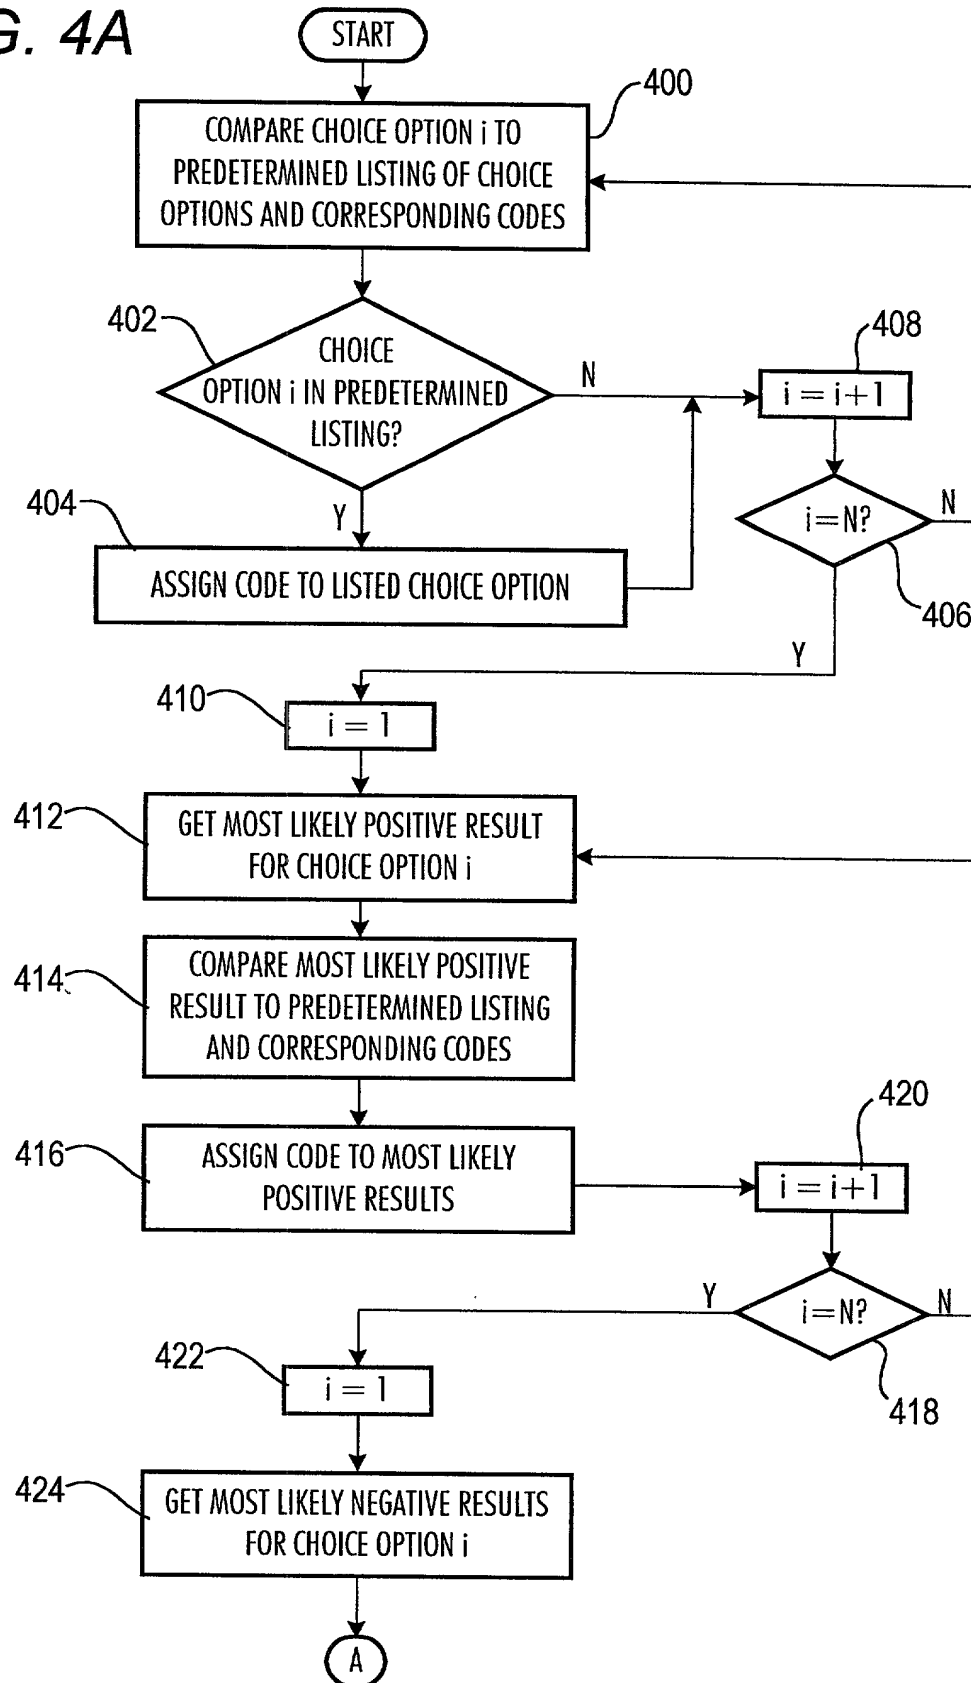 G. 4A
START
400
COMPARE CHOICE OPTION i TO
PREDETERMINED LISTING OF CHOICE
OPTIONS AND CORRESPONDING CODES
402
CHOICE
OPTION i IN PREDETERMINED
LISTING?
N
408
i = i+1
Y
404
ASSIGN CODE TO LISTED CHOICE OPTION
i=N?
N
406
Y
410
i = 1
412
GET MOST LIKELY POSITIVE RESULT
FOR CHOICE OPTION i
414
COMPARE MOST LIKELY POSITIVE
RESULT TO PREDETERMINED LISTING
AND CORRESPONDING CODES
416
ASSIGN CODE TO MOST LIKELY
POSITIVE RESULTS
420
i = i+1
Y
i=N?
N
418
422
i = 1
424
GET MOST LIKELY NEGATIVE RESULTS
FOR CHOICE OPTION i
A